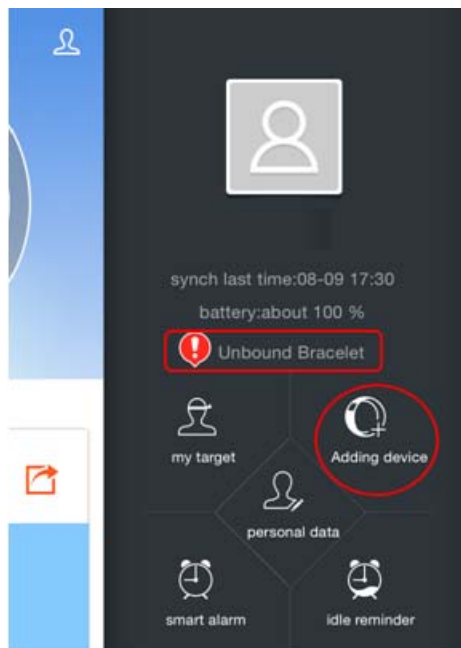 synch last time:08-09 17:30
battery:about 100 %
Unbound Bracelet
my target
Adding device
personal data
smart alarm
idle reminder